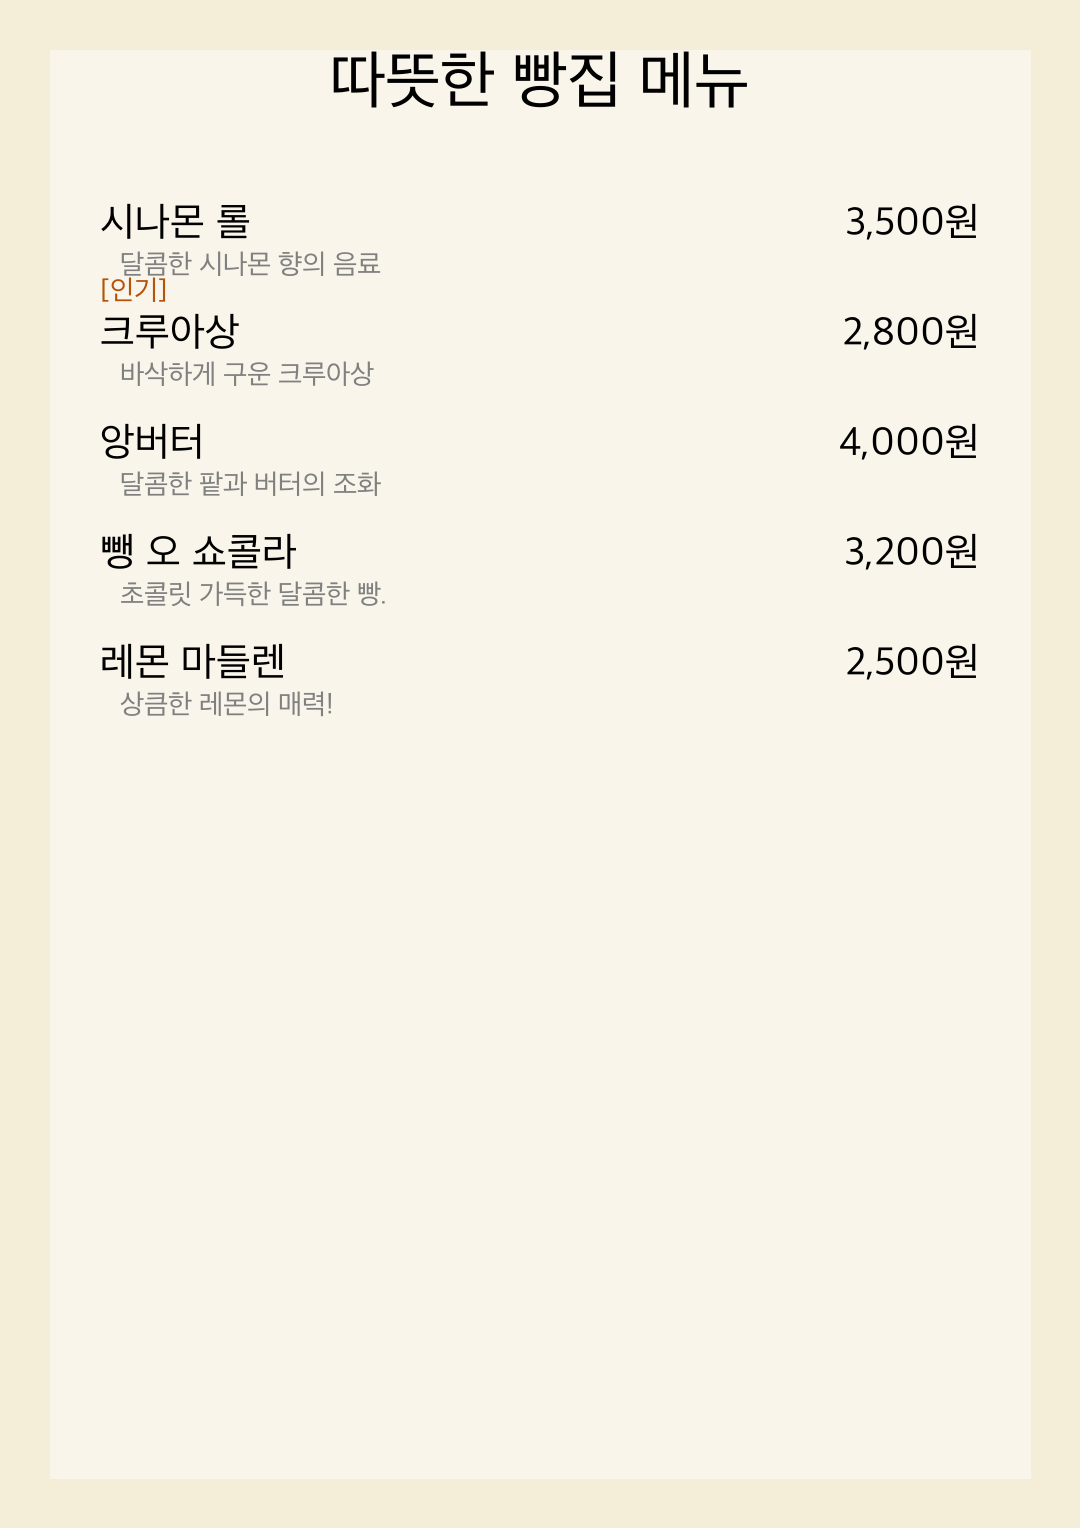 따뜻한 빵집 메뉴
시나몬 롤 3,500원
달콤한 시나몬 향의 음료
[인기]
크루아상 2,800원
바삭하게 구운 크루아상
앙버터 4,000원
달콤한 팥과 버터의 조화
뺑 오 쇼콜라 3,200원
초콜릿 가득한 달콤한 빵.
레몬 마들렌 2,500원
상큼한 레몬의 매력!